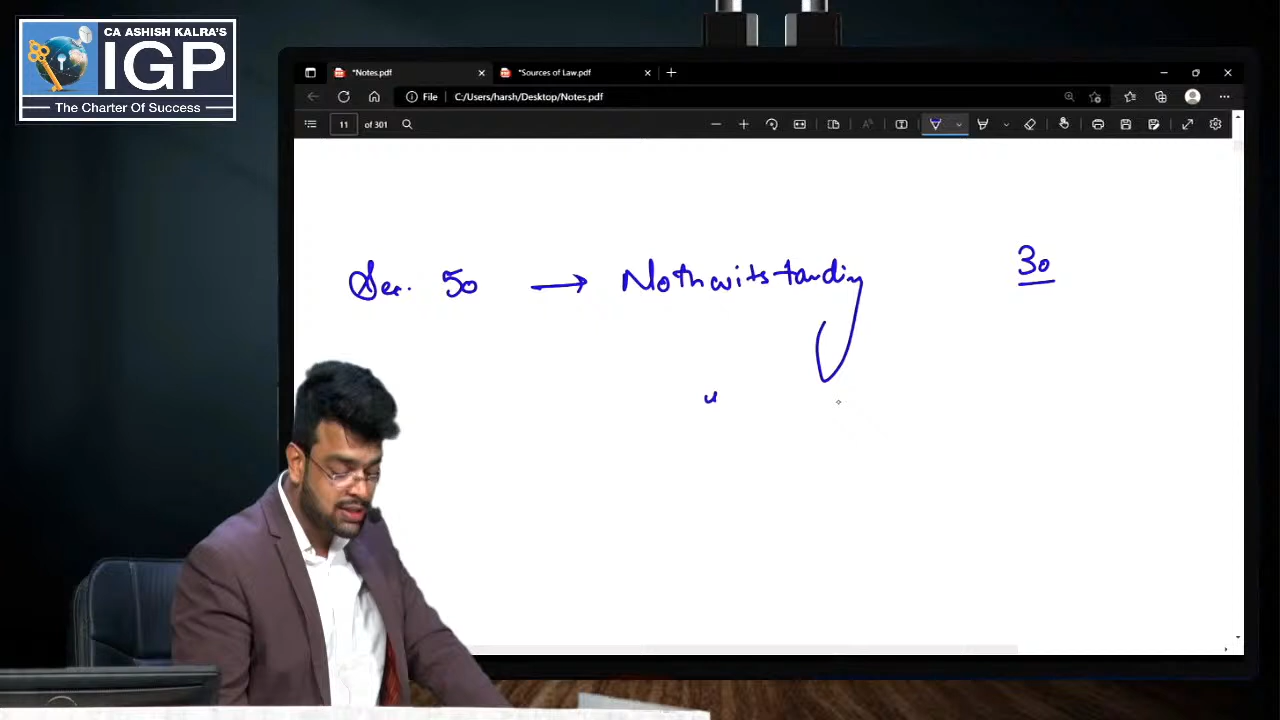 CA ASHISH KALRA'S
IGP
The Charter Of Success
*Notes.pdf
*Sources of Law.pdf
File
C:/Users/harsh/Desktop/Notes.pdf
11 of 301
Sec. 50 → Nothwithstanding 30
"